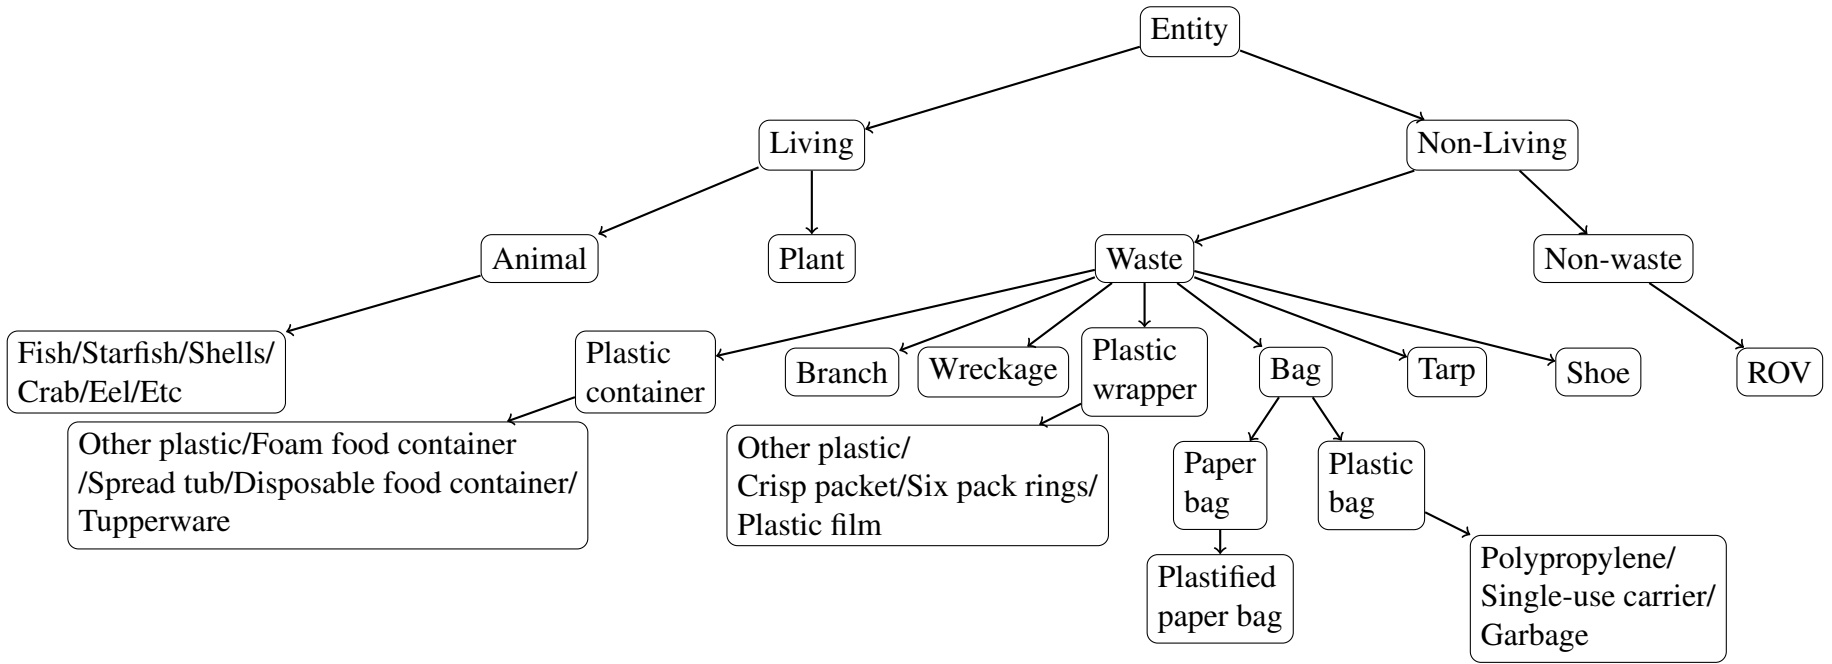 Entity
Living
Non-Living
Animal
Plant
Waste
Non-waste
Fish/Starfish/Shells/
Crab/Eel/Etc
Plastic
container
Branch
Wreckage
Plastic
wrapper
Bag
Tarp
Shoe
ROV
Other plastic/Foam food container
/Spread tub/Disposable food container/
Tupperware
Other plastic/
Crisp packet/Six pack rings/
Plastic film
Paper
bag
Plastic
bag
Plastified
paper bag
Polypropylene/
Single-use carrier/
Garbage